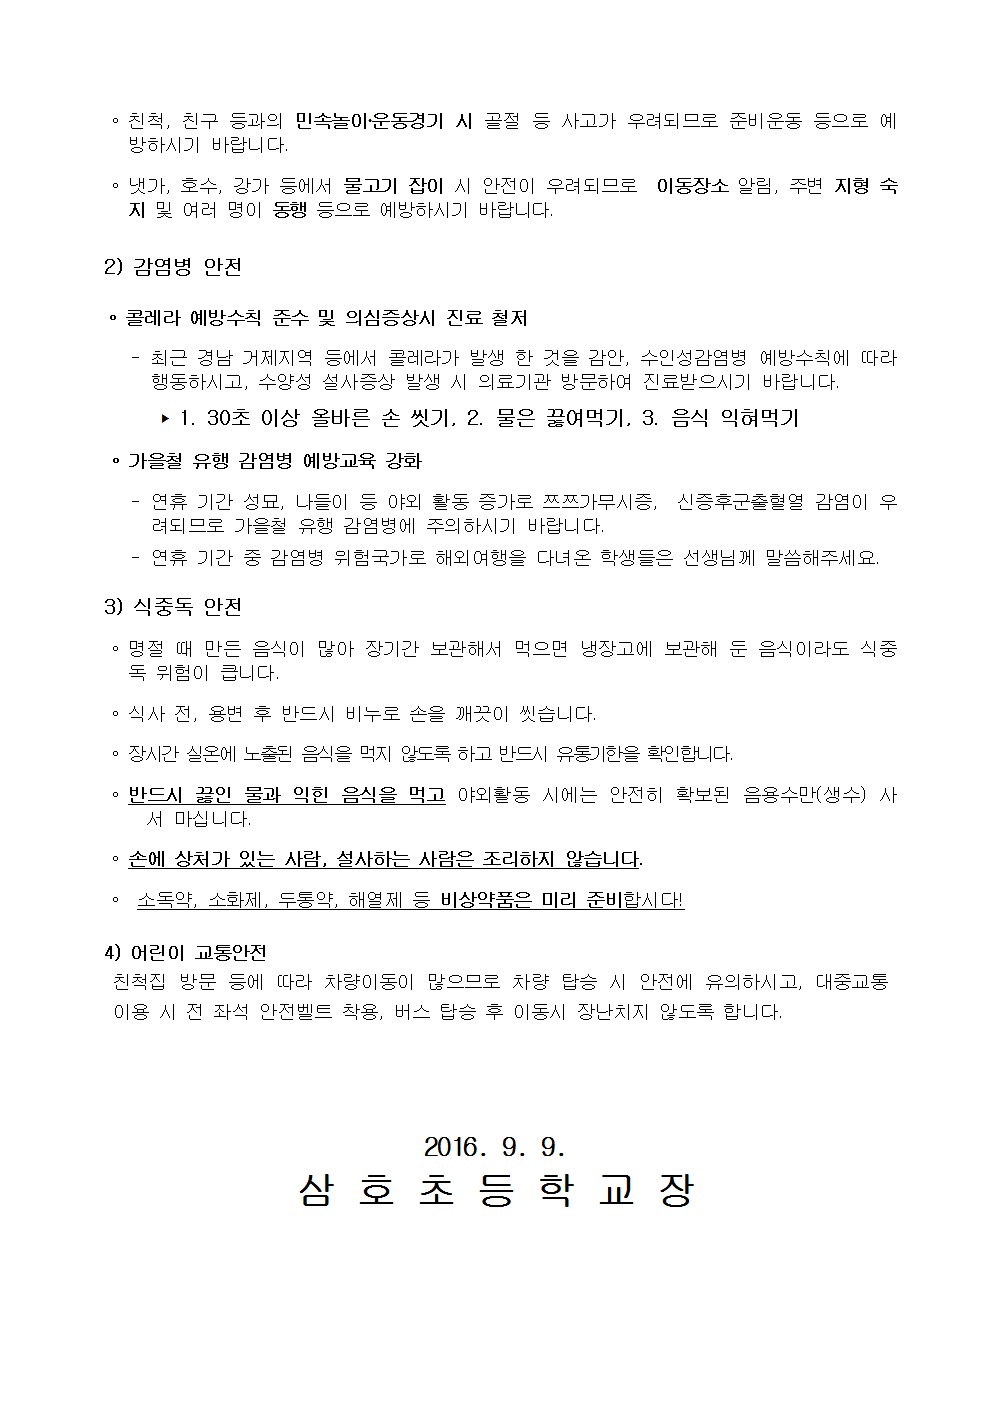 ∘ 친척, 친구 등과의 민속놀이·운동경기 시 골절 등 사고가 우려되므로 준비운동 등으로 예
방하시기 바랍니다.
∘ 냇가, 호수, 강가 등에서 물고기 잡이 시 안전이 우려되므로 이동장소 알림, 주변 지형 숙
지 및 여러 명이 동행 등으로 예방하시기 바랍니다.
2) 감염병 안전
∘ 콜레라 예방수칙 준수 및 의심증상시 진료 철저
- 최근 경남 거제지역 등에서 콜레라가 발생 한 것을 감안, 수인성감염병 예방수칙에 따라
행동하시고, 수양성 설사증상 발생 시 의료기관 방문하여 진료받으시기 바랍니다.
▸ 1. 30초 이상 올바른 손 씻기, 2. 물은 끓여먹기, 3. 음식 익혀먹기
∘ 가을철 유행 감염병 예방교육 강화
- 연휴 기간 성묘, 나들이 등 야외 활동 증가로 쯔쯔가무시증, 신증후군출혈열 감염이 우
려되므로 가을철 유행 감염병에 주의하시기 바랍니다.
- 연휴 기간 중 감염병 위험국가로 해외여행을 다녀온 학생들은 선생님께 말씀해주세요.
3) 식중독 안전
∘ 명절 때 만든 음식이 많아 장기간 보관해서 먹으면 냉장고에 보관해 둔 음식이라도 식중
독 위험이 큽니다.
∘ 식사 전, 용변 후 반드시 비누로 손을 깨끗이 씻습니다.
∘ 장시간 실온에 노출된 음식을 먹지 않도록 하고 반드시 유통기한을 확인합니다.
∘ 반드시 끓인 물과 익힌 음식을 먹고 야외활동 시에는 안전히 확보된 음용수만(생수) 사
서 마십니다.
∘ 손에 상처가 있는 사람, 설사하는 사람은 조리하지 않습니다.
∘ 소독약, 소화제, 두통약, 해열제 등 비상약품은 미리 준비합시다!
4) 어린이 교통안전
친척집 방문 등에 따라 차량이동이 많으므로 차량 탑승 시 안전에 유의하시고, 대중교통
이용 시 전 좌석 안전벨트 착용, 버스 탑승 후 이동시 장난치지 않도록 합니다.
2016. 9. 9.
삼 호 초 등 학 교 장